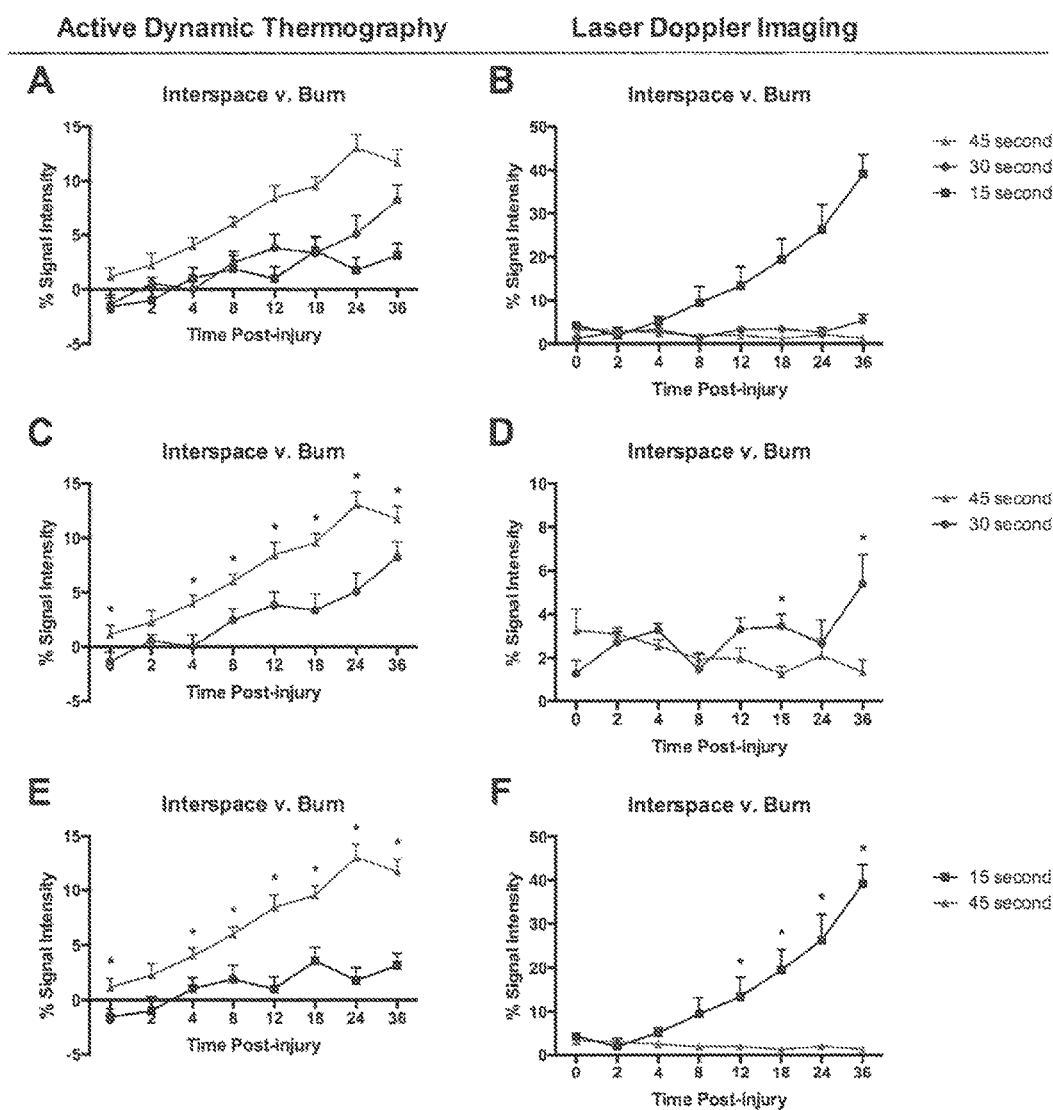 Active Dynamic Thermography
Laser Doppler Imaging
A
Interspace v. Burn
% Signal Intensity
15
10
5
0
-5
0 2 4 8 12 18 24 36
Time Post-injury
B
Interspace v. Burn
% Signal Intensity
50
40
30
20
10
0
0 2 4 8 12 18 24 36
Time Post-injury
45 second
30 second
15 second
C
Interspace v. Burn
% Signal Intensity
15
10
5
0
-5
* * * * * * *
0 2 4 8 12 18 24 36
Time Post-injury
D
Interspace v. Burn
% Signal Intensity
10
8
6
4
2
0
* *
0 2 4 8 12 18 24 36
Time Post-injury
45 second
30 second
E
Interspace v. Burn
% Signal Intensity
15
10
5
0
-5
* * * * * * *
0 2 4 8 12 18 24 36
Time Post-injury
F
Interspace v. Burn
% Signal Intensity
50
40
30
20
10
0
* * * *
0 2 4 8 12 18 24 36
Time Post-injury
15 second
45 second